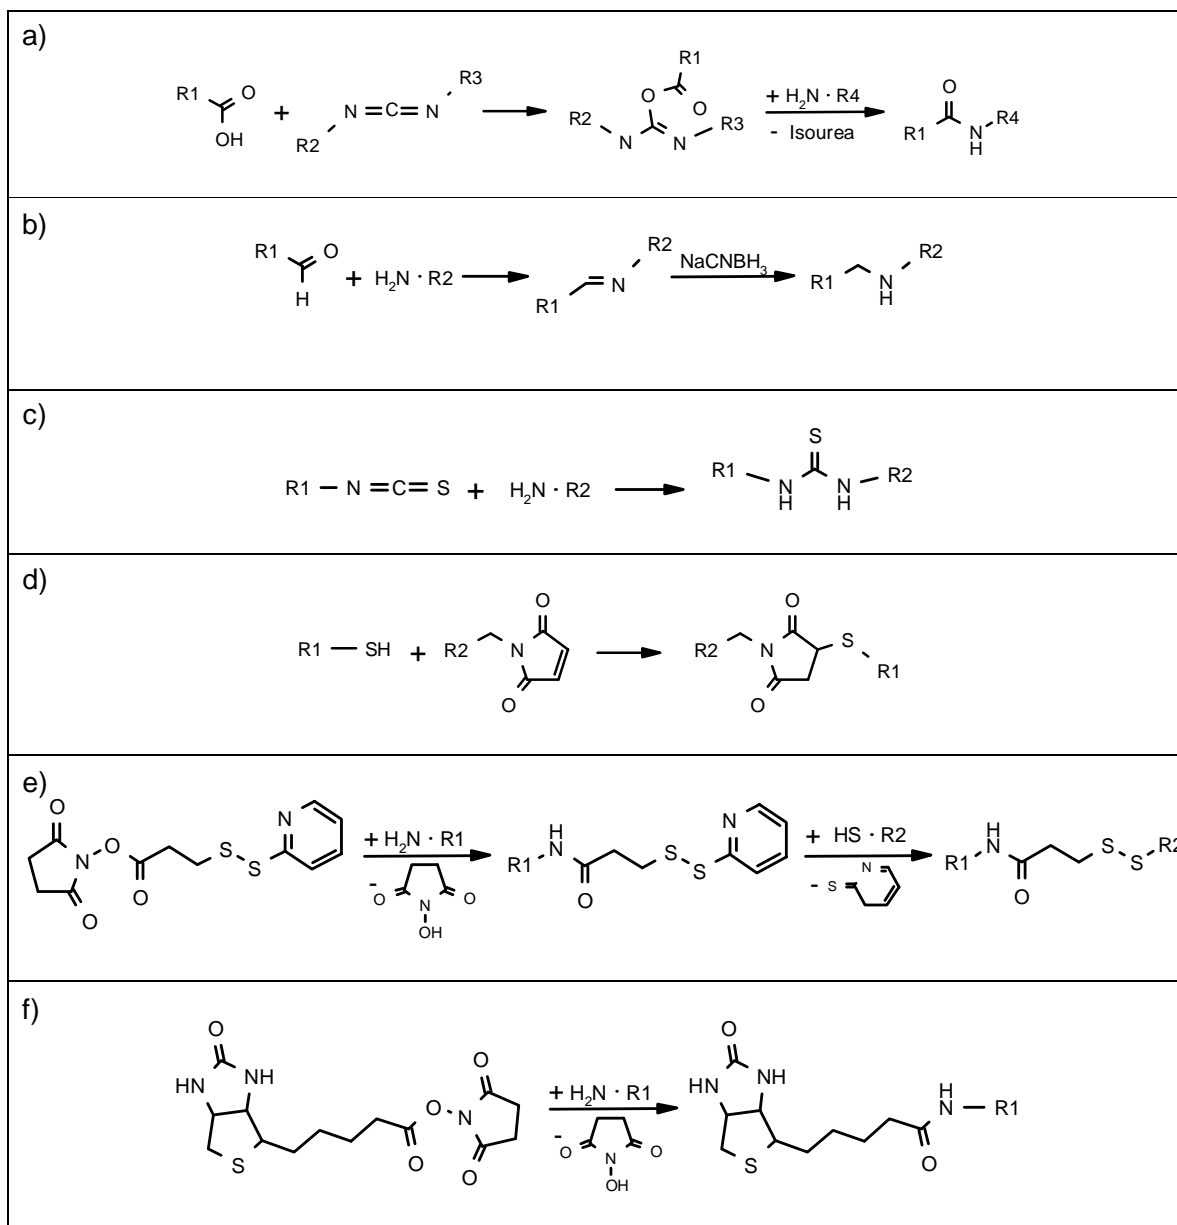 a)
R1 O OH + R2 N=C=N R3 R1 O O R2 N N R3 + H2N · R4 - Isourea O R1 N H R4
b)
R1 O H + H2N · R2 R1 N R2 NaCNBH3 R1 N H R2
c)
R1 N=C=S + H2N · R2 R1 N H S N H R2
d)
R1 SH + R2 N O O R2 N O O S R1
e)
O N O O O S S N + H2N · R1 - O N O OH R1 H N O S S N + HS · R2 - S N R1 H N O S S R2
f)
O HN NH S O O N O O + H2N · R1 - O N O OH O HN NH S H N O R1